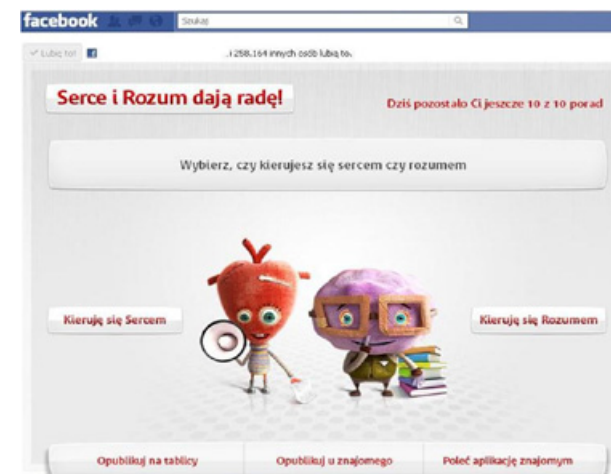 facebook
Szukaj
Lubię to!
i 258.164 innych osób lubią to.
Serce i Rozum dają radę!
Dziś pozostało Ci jeszcze 10 z 10 porad
Wybierz, czy kierujesz się sercem czy rozumem
Kieruję się Sercem
Kieruję się Rozumem
Opublikuj na tablicy
Opublikuj u znajomego
Poleć aplikację znajomym